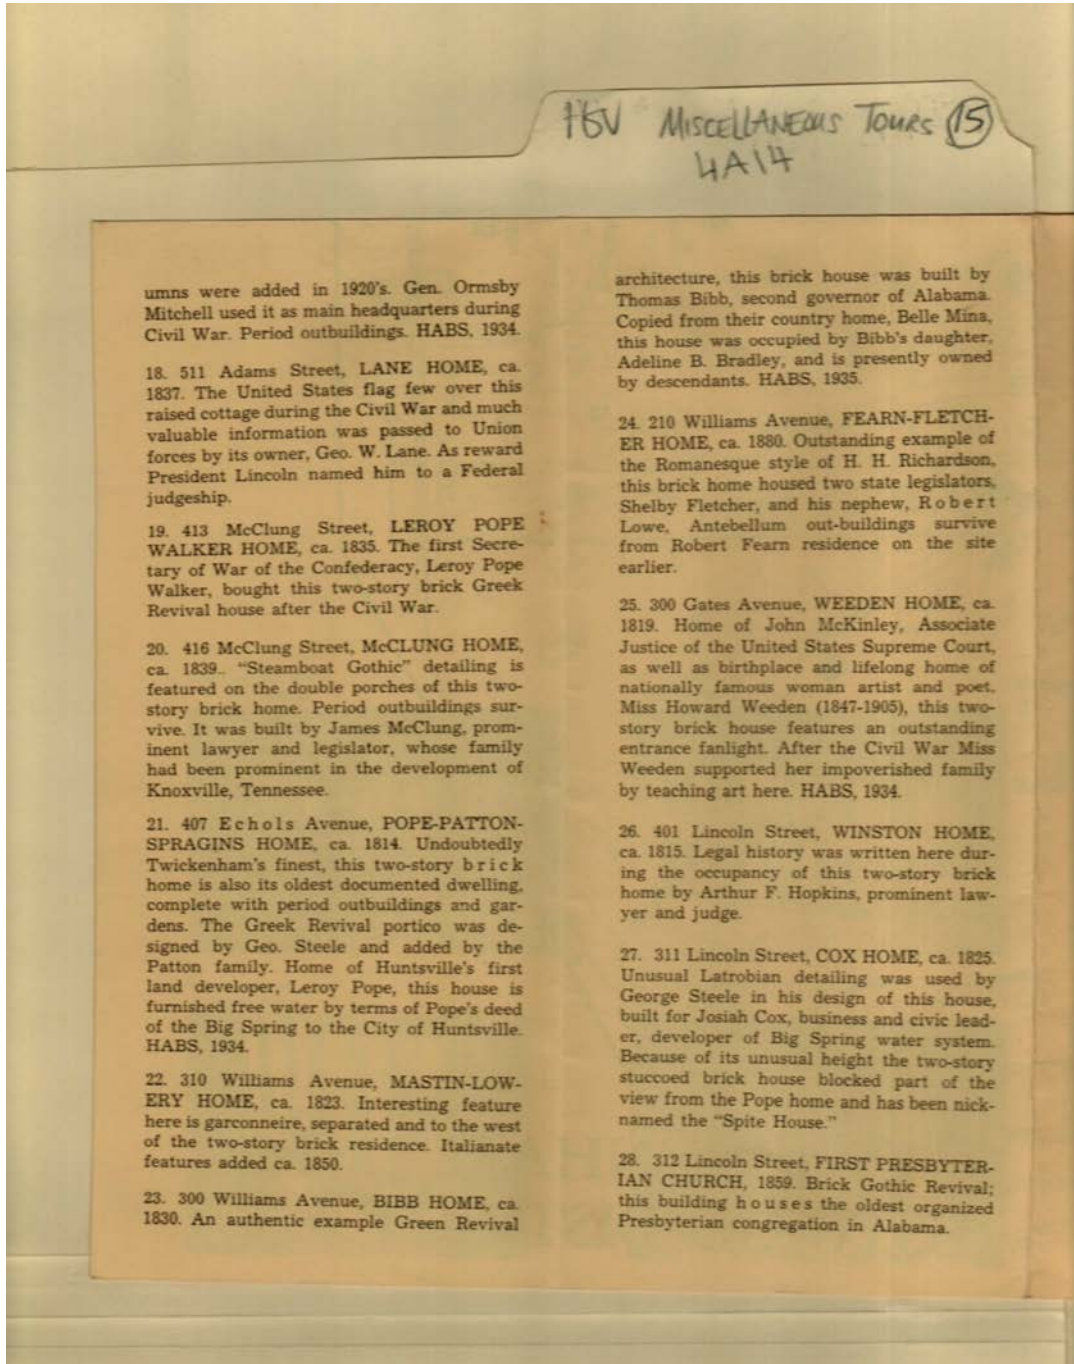 HSV MISCELLANEOUS TOURS 15
4A14
umns were added in 1920's. Gen. Ormsby
Mitchell used it as main headquarters during
Civil War. Period outbuildings. HABS, 1934.
18. 511 Adams Street, LANE HOME, ca.
1837. The United States flag few over this
raised cottage during the Civil War and much
valuable information was passed to Union
forces by its owner, Geo. W. Lane. As reward
President Lincoln named him to a Federal
judgeship.
19. 413 McClung Street, LEROY POPE
WALKER HOME, ca. 1835. The first Secre-
tary of War of the Confederacy, Leroy Pope
Walker, bought this two-story brick Greek
Revival house after the Civil War.
20. 416 McClung Street, McCLUNG HOME,
ca. 1839.. "Steamboat Gothic" detailing is
featured on the double porches of this two-
story brick home. Period outbuildings sur-
vive. It was built by James McClung, prom-
inent lawyer and legislator, whose family
had been prominent in the development of
Knoxville, Tennessee.
21. 407 Echols Avenue, POPE-PATTON-
SPRAGINS HOME, ca. 1814. Undoubtedly
Twickenham's finest, this two-story brick
home is also its oldest documented dwelling,
complete with period outbuildings and gar-
dens. The Greek Revival portico was de-
signed by Geo. Steele and added by the
Patton family. Home of Huntsville's first
land developer, Leroy Pope, this house is
furnished free water by terms of Pope's deed
of the Big Spring to the City of Huntsville.
HABS, 1934.
22. 310 Williams Avenue, MASTIN-LOW-
ERY HOME, ca. 1823. Interesting feature
here is garconneire, separated and to the west
of the two-story brick residence. Italianate
features added ca. 1850.
23. 300 Williams Avenue, BIBB HOME, ca.
1830. An authentic example Green Revival
architecture, this brick house was built by
Thomas Bibb, second governor of Alabama.
Copied from their country home, Belle Mina,
this house was occupied by Bibb's daughter,
Adeline B. Bradley, and is presently owned
by descendants. HABS, 1935.
24. 210 Williams Avenue, FEARN-FLETCH-
ER HOME, ca. 1880. Outstanding example of
the Romanesque style of H. H. Richardson,
this brick home housed two state legislators,
Shelby Fletcher, and his nephew, Robert
Lowe, Antebellum out-buildings survive
from Robert Fearn residence on the site
earlier.
25. 300 Gates Avenue, WEEDEN HOME, ca.
1819. Home of John McKinley, Associate
Justice of the United States Supreme Court,
as well as birthplace and lifelong home of
nationally famous woman artist and poet,
Miss Howard Weeden (1847-1905), this two-
story brick house features an outstanding
entrance fanlight. After the Civil War Miss
Weeden supported her impoverished family
by teaching art here. HABS, 1934.
26. 401 Lincoln Street, WINSTON HOME,
ca. 1815. Legal history was written here dur-
ing the occupancy of this two-story brick
home by Arthur F. Hopkins, prominent law-
yer and judge.
27. 311 Lincoln Street, COX HOME, ca. 1825.
Unusual Latrobian detailing was used by
George Steele in his design of this house,
built for Josiah Cox, business and civic lead-
er, developer of Big Spring water system.
Because of its unusual height the two-story
stuccoed brick house blocked part of the
view from the Pope home and has been nick-
named the "Spite House."
28. 312 Lincoln Street, FIRST PRESBYTER-
IAN CHURCH, 1859. Brick Gothic Revival;
this building houses the oldest organized
Presbyterian congregation in Alabama.